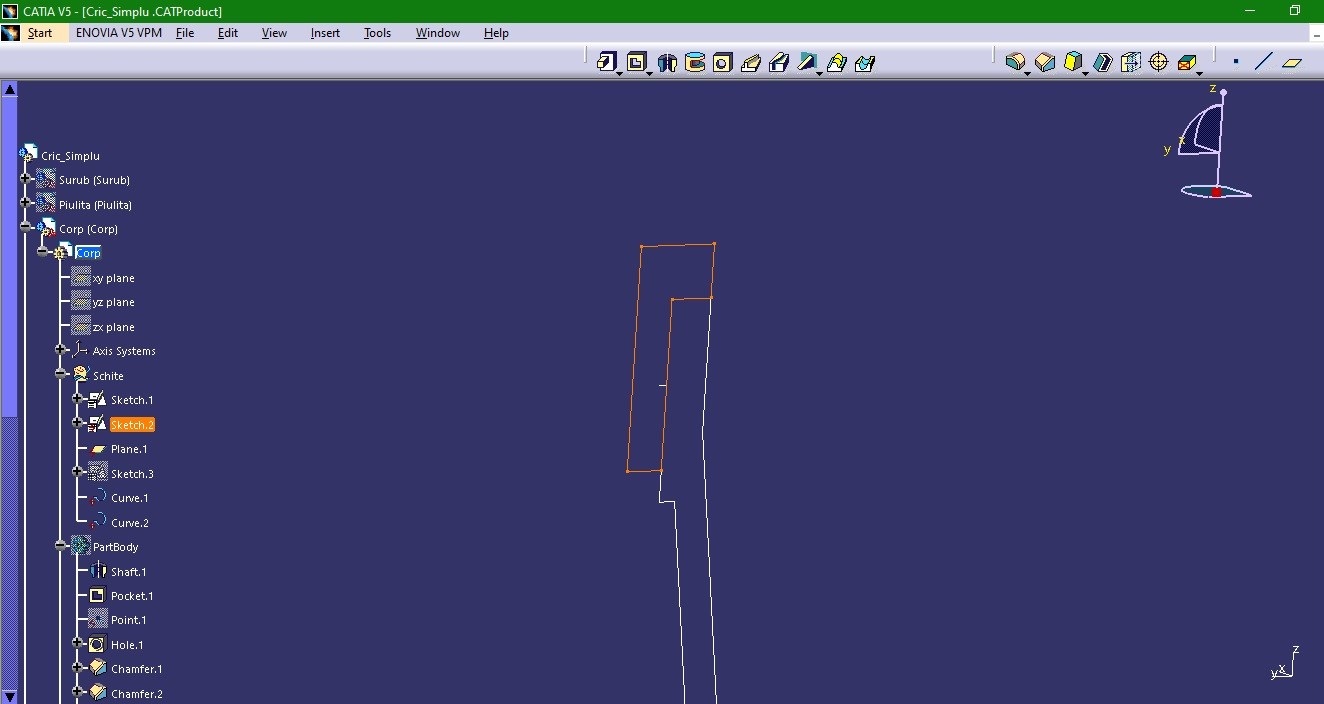 CATIA V5 - [Cric_Simplu .CATProduct]
Start ENOVIA V5 VPM File Edit View Insert Tools Window Help
z
x
y
Cric_Simplu
Surub (Surub)
Piulita (Piulita)
Corp (Corp)
Corp
xy plane
yz plane
zx plane
Axis Systems
Schite
Sketch.1
Sketch.2
Plane.1
Sketch.3
Curve.1
Curve.2
PartBody
Shaft.1
Pocket.1
Point.1
Hole.1
Chamfer.1
Chamfer.2
z
y x